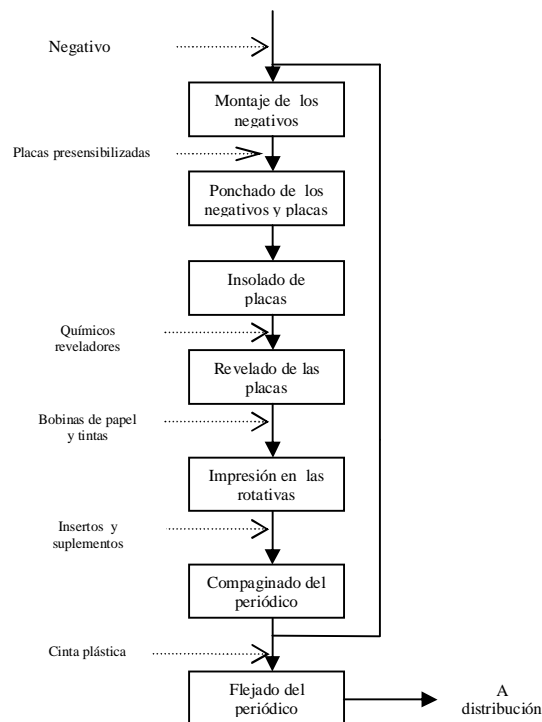 Negativo
Montaje de los
negativos
Placas presensibilizadas
Ponchado de los
negativos y placas
Insolado de
placas
Químicos
reveladores
Revelado de las
placas
Bobinas de papel
y tintas
Impresión en las
rotativas
Insertos y
suplementos
Compaginado del
periódico
Cinta plástica
Flejado del
periódico
A
distribución